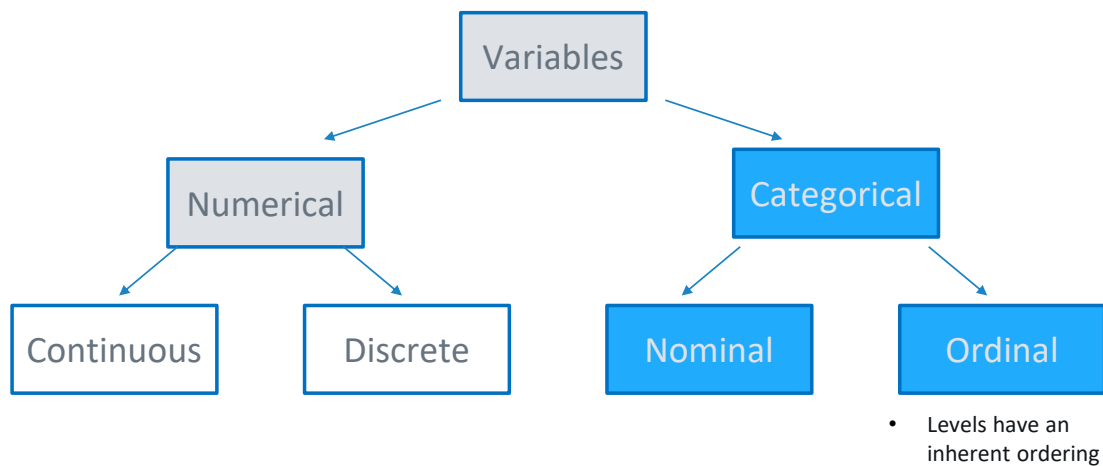 Variables
Numerical
Categorical
Continuous
Discrete
Nominal
Ordinal
• Levels have an
inherent ordering